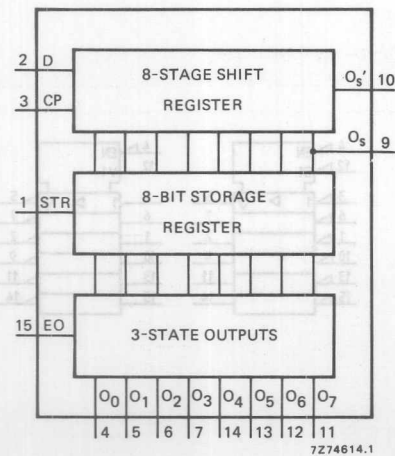 2 D
8-STAGE SHIFT
REGISTER
Os' 10
3 CP
Os 9
8-BIT STORAGE
REGISTER
1 STR
15 EO
3-STATE OUTPUTS
O0 O1 O2 O3 O4 O5 O6 O7
4 5 6 7 14 13 12 11
7Z74614.1